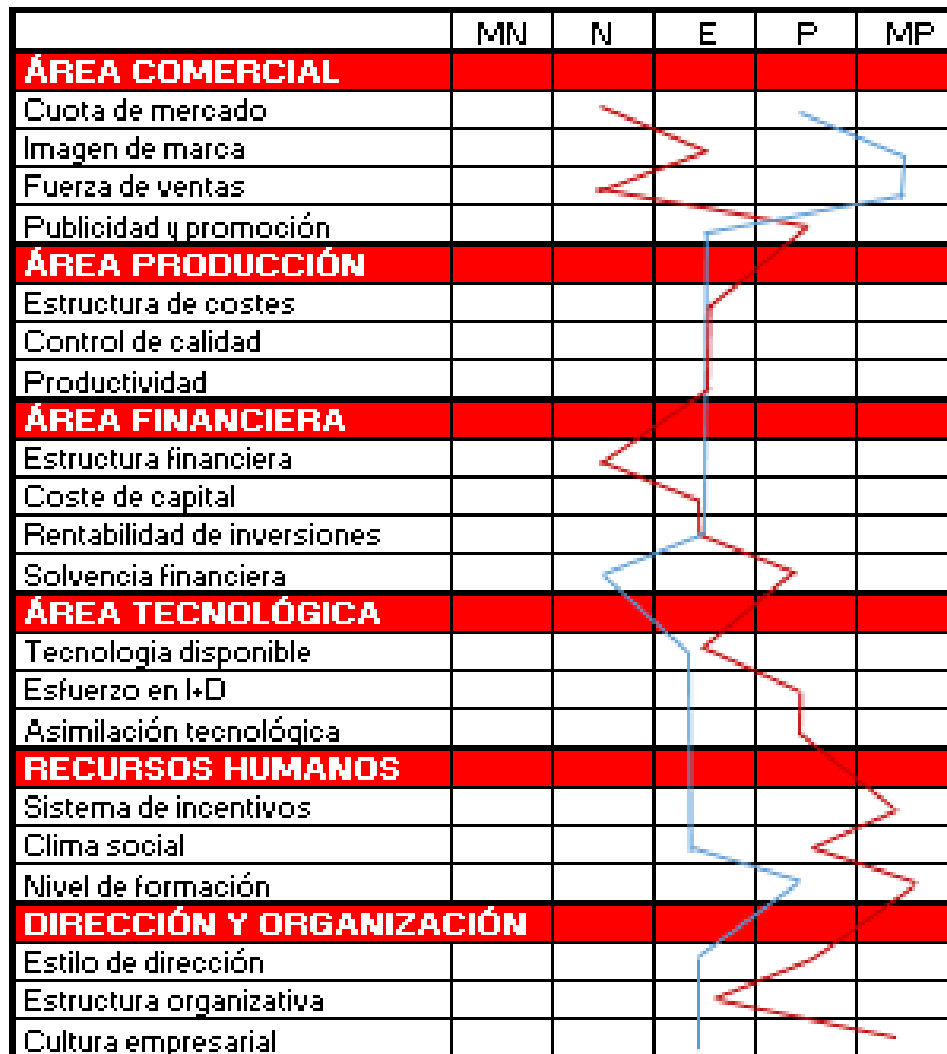 MN N E P MP
ÁREA COMERCIAL
Cuota de mercado
Imagen de marca
Fuerza de ventas
Publicidad y promoción
ÁREA PRODUCCIÓN
Estructura de costes
Control de calidad
Productividad
ÁREA FINANCIERA
Estructura financiera
Coste de capital
Rentabilidad de inversiones
Solvencia financiera
ÁREA TECNOLÓGICA
Tecnologia disponible
Esfuerzo en I+D
Asimilación tecnológica
RECURSOS HUMANOS
Sistema de incentivos
Clima social
Nivel de formación
DIRECCIÓN Y ORGANIZACIÓN
Estilo de dirección
Estructura organizativa
Cultura empresarial